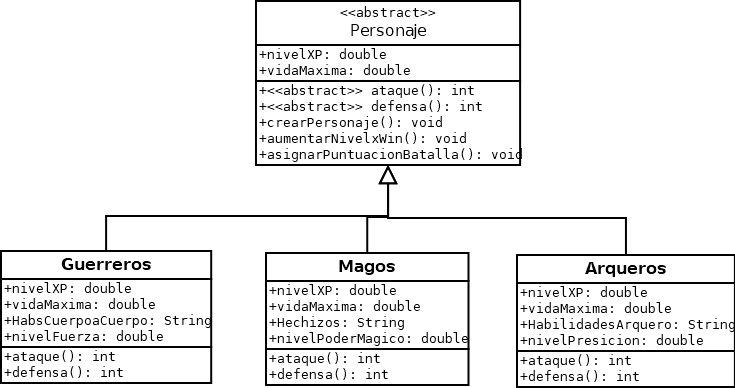 <<abstract>>
Personaje
+nivelXP: double
+vidaMaxima: double
+<<abstract>> ataque(): int
+<<abstract>> defensa(): int
+crearPersonaje(): void
+aumentarNivelxWin(): void
+asignarPuntuacionBatalla(): void
Guerreros
+nivelXP: double
+vidaMaxima: double
+HabsCuerpoaCuerpo: String
+nivelFuerza: double
+ataque(): int
+defensa(): int
Magos
+nivelXP: double
+vidaMaxima: double
+Hechizos: String
+nivelPoderMagico: double
+ataque(): int
+defensa(): int
Arqueros
+nivelXP: double
+vidaMaxima: double
+HabilidadesArquero: String
+nivelPresicion: double
+ataque(): int
+defensa(): int